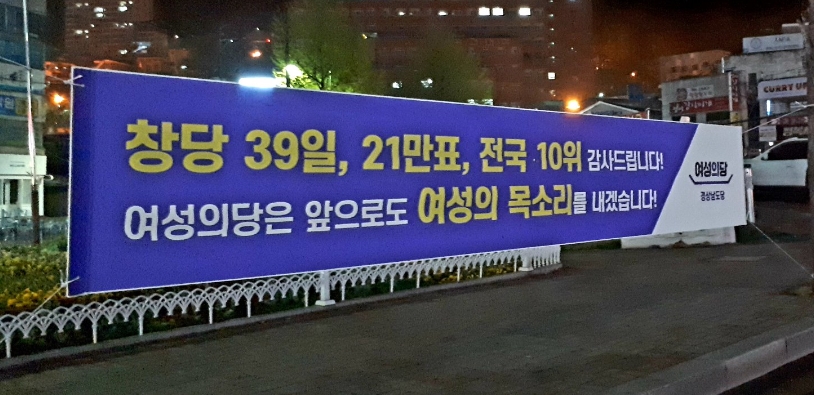 창당 39일, 21만표, 전국 10위 감사드립니다!
여성의당은 앞으로도 여성의 목소리를 내겠습니다!
여성의당
경상남도당
CURRY